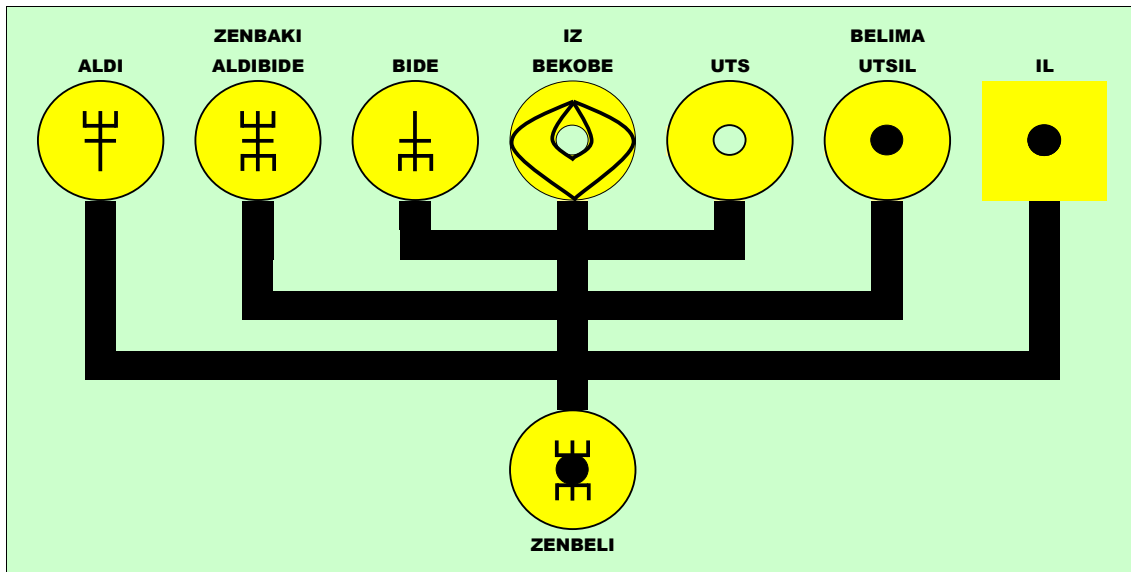 ZENBAKI IZ BELIMA
ALDI ALDIBIDE BIDE BEKOBE UTS UTSIL IL
ZENBELI